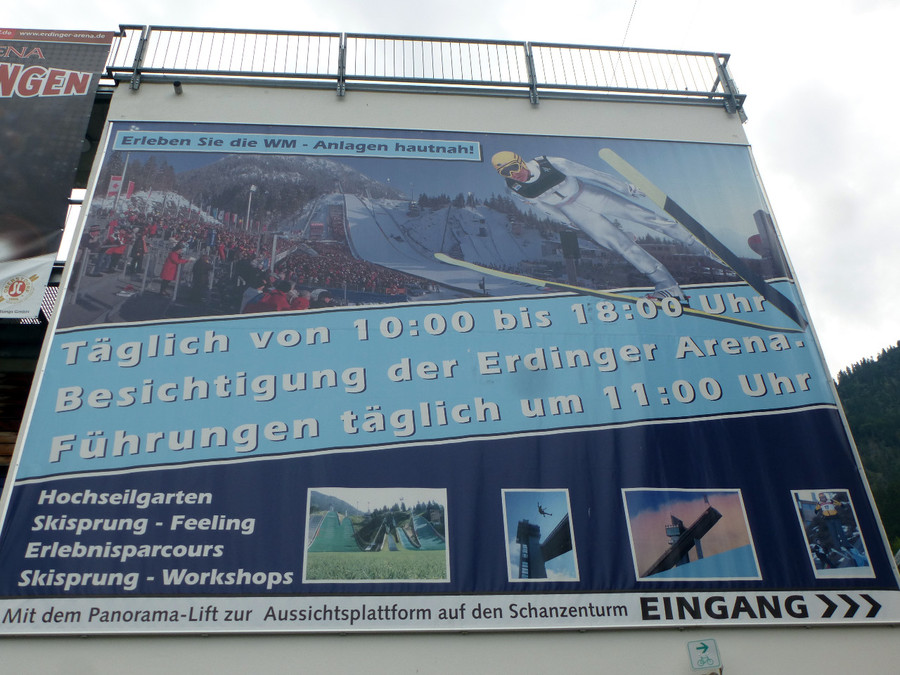 www.erdinger-arena.de
Erleben Sie die WM - Anlagen hautnah!
Täglich von 10:00 bis 18:00 Uhr
Besichtigung der Erdinger Arena.
Führungen täglich um 11:00 Uhr
Hochseilgarten
Skisprung - Feeling
Erlebnisparcours
Skisprung - Workshops
Mit dem Panorama-Lift zur Aussichtsplattform auf den Schanzenturm EINGANG >>>